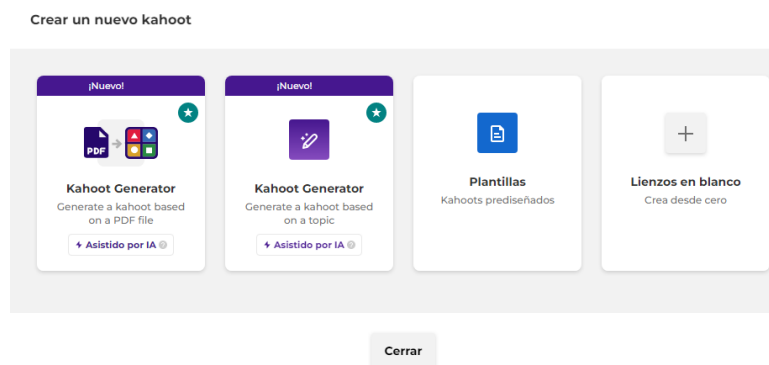 Crear un nuevo kahoot
¡Nuevo!
PDF
Kahoot Generator
Generate a kahoot based
on a PDF file
Asistido por IA ?
¡Nuevo!
Kahoot Generator
Generate a kahoot based
on a topic
Asistido por IA ?
Plantillas
Kahoots prediseñados
Lienzos en blanco
Crea desde cero
Cerrar